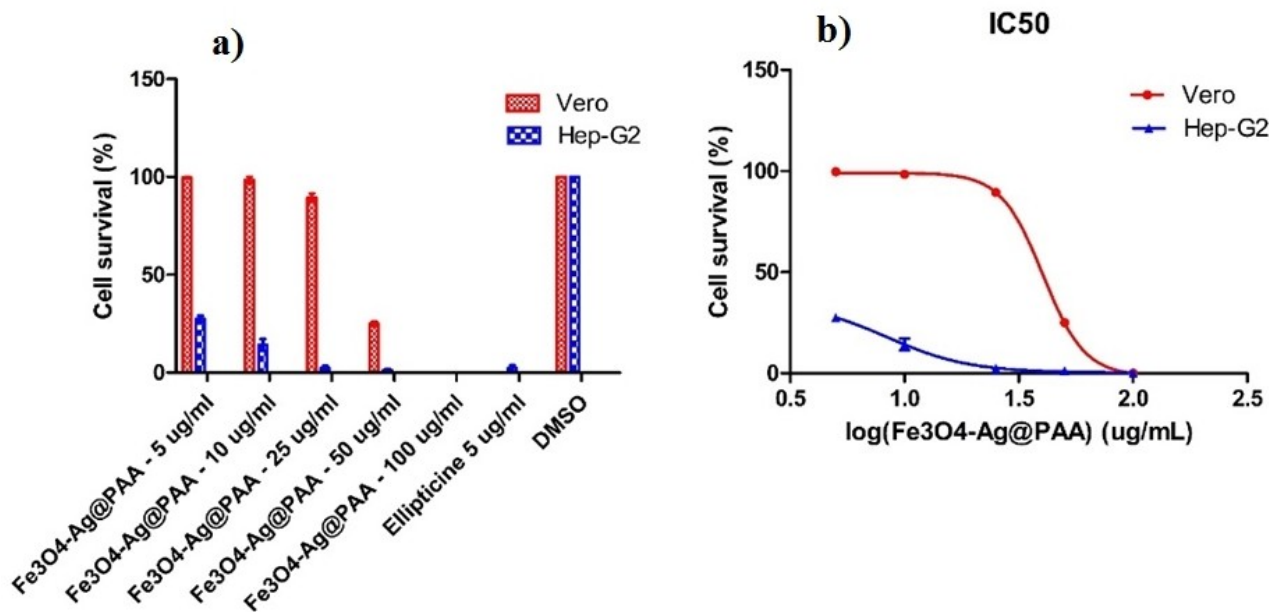 a)
150
100
50
0
Cell survival (%)
Vero
Hep-G2
Fe3O4-Ag@PAA - 5 ug/ml
Fe3O4-Ag@PAA - 10 ug/ml
Fe3O4-Ag@PAA - 25 ug/ml
Fe3O4-Ag@PAA - 50 ug/ml
Fe3O4-Ag@PAA - 100 ug/ml
Ellipticine 5 ug/ml
DMSO
b)
IC50
150
100
50
0
Cell survival (%)
Vero
Hep-G2
0.5 1.0 1.5 2.0 2.5
log(Fe3O4-Ag@PAA) (ug/mL)